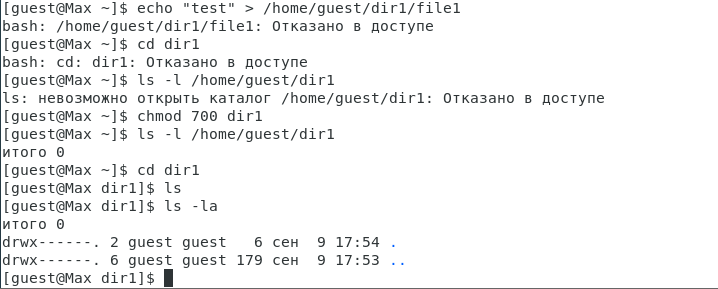 [guest@Max ~]$ echo "test" > /home/guest/dir1/file1
bash: /home/guest/dir1/file1: Отказано в доступе
[guest@Max ~]$ cd dir1
bash: cd: dir1: Отказано в доступе
[guest@Max ~]$ ls -l /home/guest/dir1
ls: невозможно открыть каталог /home/guest/dir1: Отказано в доступе
[guest@Max ~]$ chmod 700 dir1
[guest@Max ~]$ ls -l /home/guest/dir1
итого 0
[guest@Max ~]$ cd dir1
[guest@Max dir1]$ ls
[guest@Max dir1]$ ls -la
итого 0
drwx------. 2 guest guest   6 сен  9 17:54 .
drwx------. 6 guest guest 179 сен  9 17:53 ..
[guest@Max dir1]$